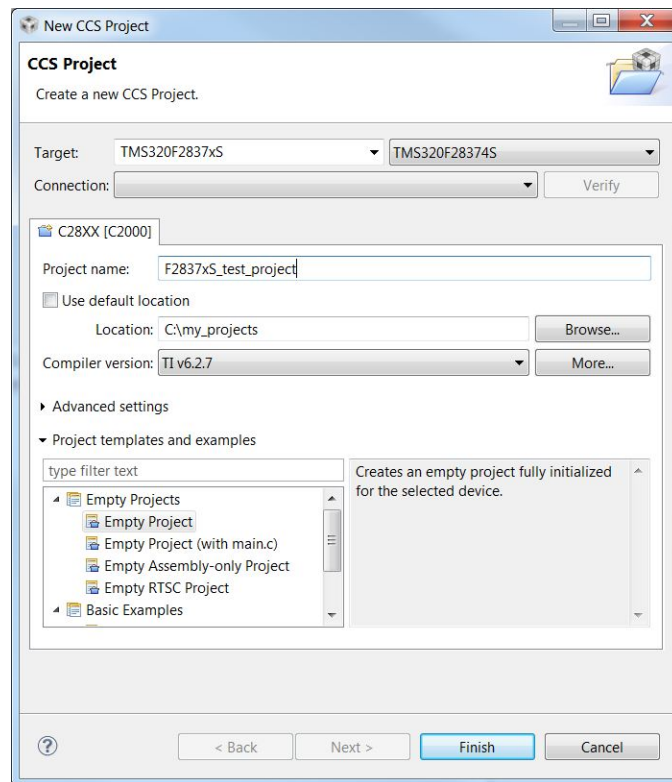 New CCS Project
CCS Project
Create a new CCS Project.
Target: TMS320F2837xS TMS320F28374S
Connection: Verify
C28XX [C2000]
Project name: F2837xS_test_project
Use default location
Location: C:\my_projects Browse...
Compiler version: TI v6.2.7 More...
Advanced settings
Project templates and examples
type filter text
Creates an empty project fully initialized
for the selected device.
Empty Projects
Empty Project
Empty Project (with main.c)
Empty Assembly-only Project
Empty RTSC Project
Basic Examples
? < Back Next > Finish Cancel